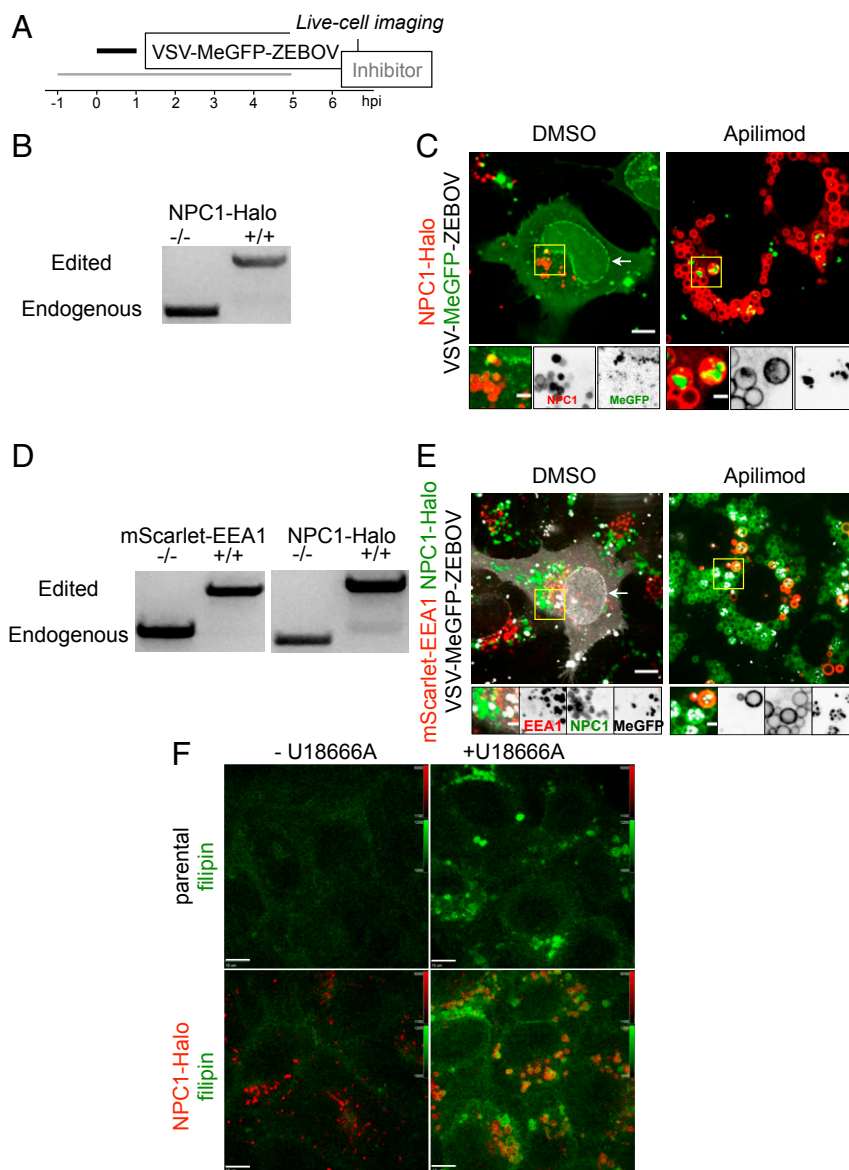 A
Live-cell imaging
VSV-MeGFP-ZEBOV
Inhibitor
-1 0 1 2 3 4 5 6 hpi
B
NPC1-Halo
-/- +/+
Edited
Endogenous
C
DMSO Apilimod
NPC1-Halo
VSV-MeGFP-ZEBOV
NPC1 MeGFP
D
mScarlet-EEA1 NPC1-Halo
-/- +/+ -/- +/+
Edited
Endogenous
E
DMSO Apilimod
mScarlet-EEA1 NPC1-Halo
VSV-MeGFP-ZEBOV
EEA1 NPC1 MeGFP
F
- U18666A +U18666A
parental
filipin
NPC1-Halo
filipin